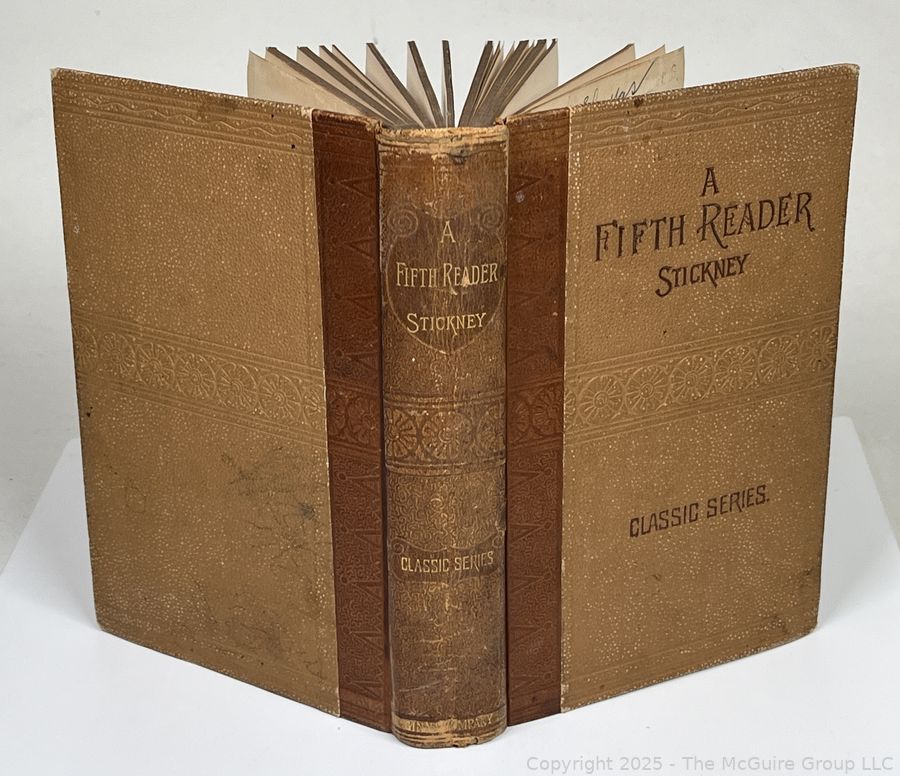 A
FIFTH READER
STICKNEY
CLASSIC SERIES
A
FIFTH READER
STICKNEY
CLASSIC SERIES.
Copyright 2025 - The McGuire Group LLC